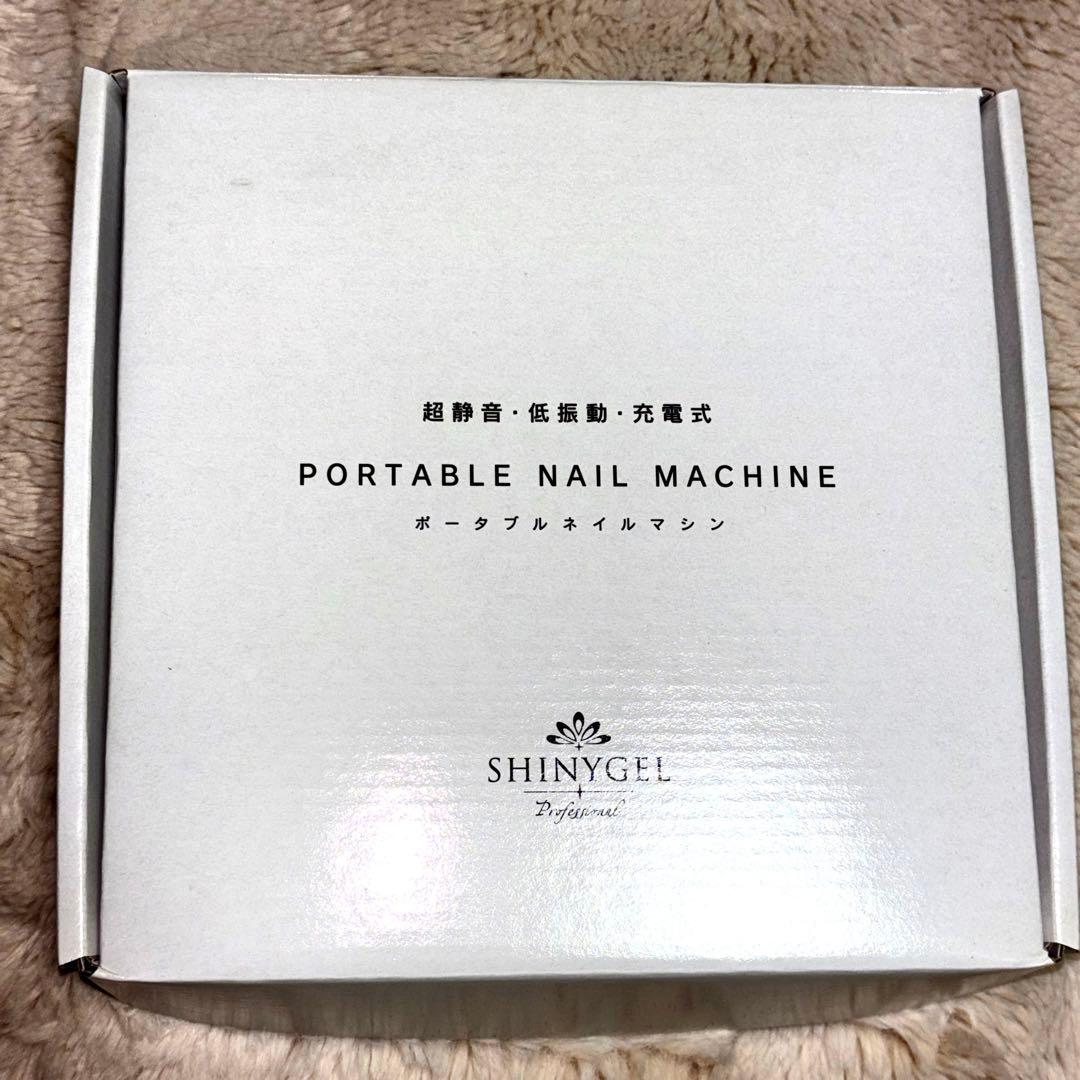 超静音・低振動・充電式
PORTABLE NAIL MACHINE
ポータブルネイルマシン
SHINYGEL
Professional